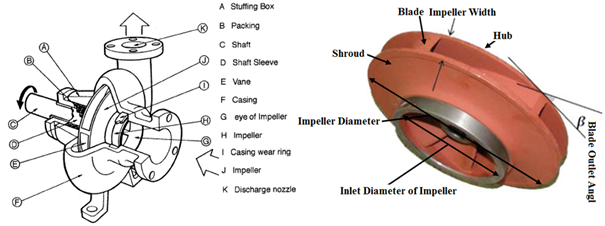 A Stuffing Box
B Packing
C Shaft
D Shaft Sleeve
E Vane
F Casing
G eye of Impeller
H Impeller
I Casing wear ring
J Impeller
K Discharge nozzle
K
A
B
J
I
C
H
D
G
E
F
Blade Impeller Width
Hub
Shroud
Impeller Diameter
β
Blade Outlet Angl
Inlet Diameter of Impeller